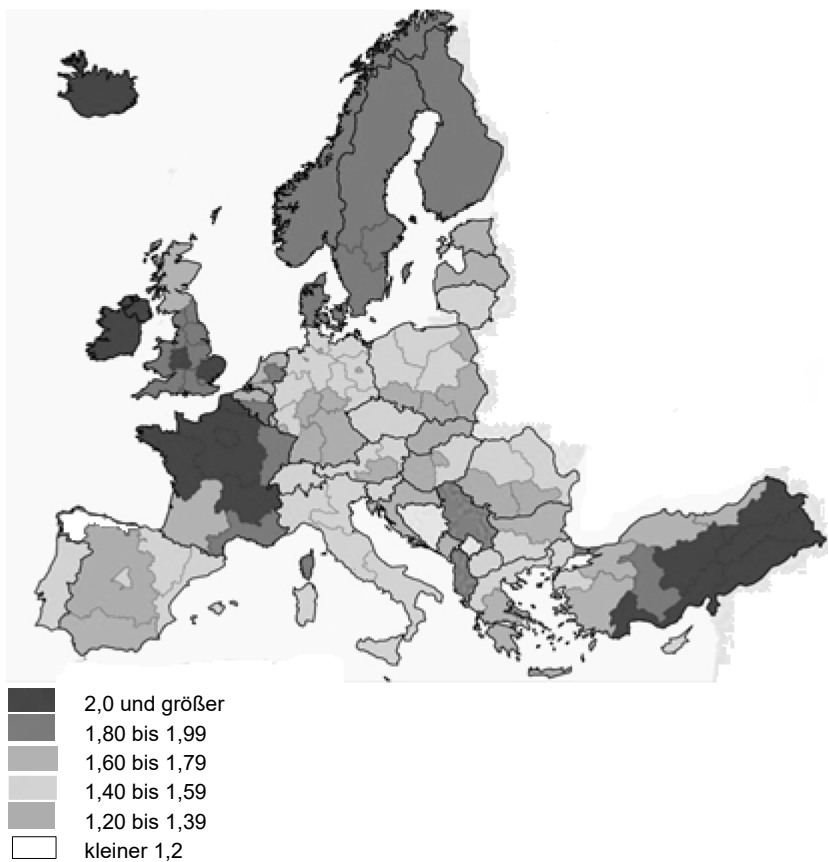 2,0 und größer
1,80 bis 1,99
1,60 bis 1,79
1,40 bis 1,59
1,20 bis 1,39
kleiner 1,2